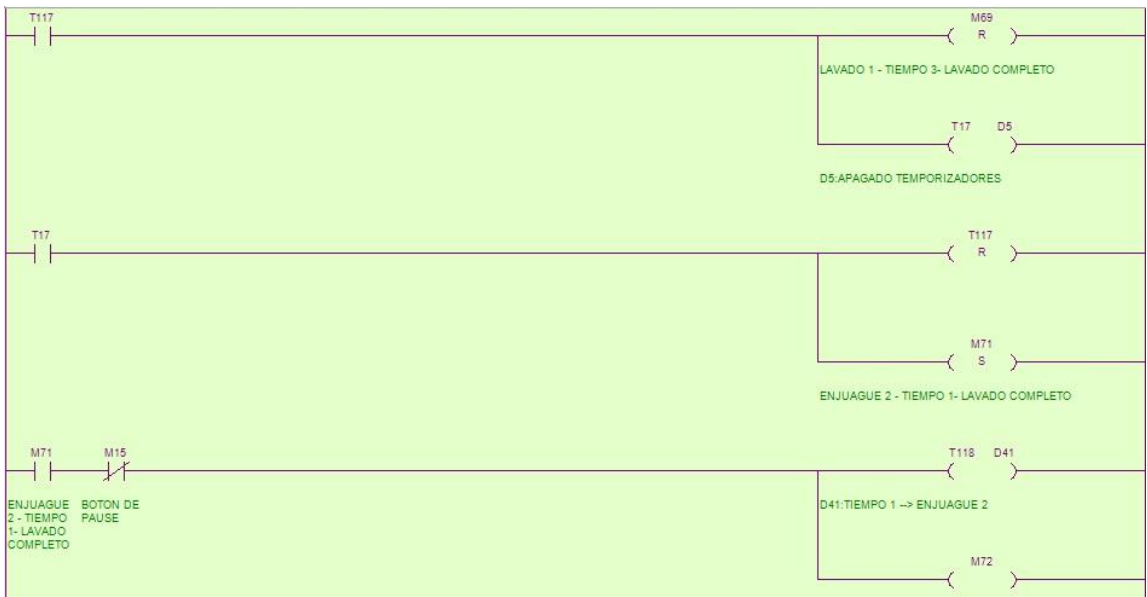 T117
M69
R
LAVADO 1 - TIEMPO 3- LAVADO COMPLETO
T17 D5
D5:APAGADO TEMPORIZADORES
T17
T117
R
M71
S
ENJUAGUE 2 - TIEMPO 1- LAVADO COMPLETO
M71 M15
T118 D41
ENJUAGUE
2 - TIEMPO
1- LAVADO
COMPLETO
BOTON DE
PAUSE
D41:TIEMPO 1 --> ENJUAGUE 2
M72